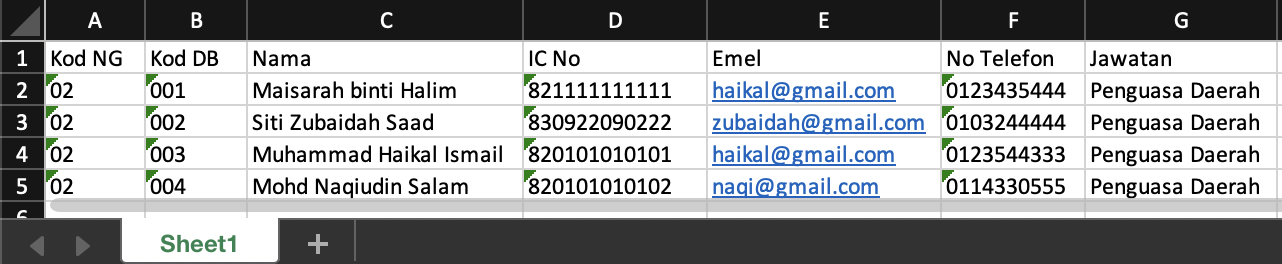 A B C D E F G
1 Kod NG Kod DB Nama IC No Emel No Telefon Jawatan
2 02 001 Maisarah binti Halim 821111111111 haikal@gmail.com 0123435444 Penguasa Daerah
3 02 002 Siti Zubaidah Saad 830922090222 zubaidah@gmail.com 0103244444 Penguasa Daerah
4 02 003 Muhammad Haikal Ismail 820101010101 haikal@gmail.com 0123544333 Penguasa Daerah
5 02 004 Mohd Naqiudin Salam 820101010102 naqi@gmail.com 0114330555 Penguasa Daerah
6
Sheet1 +